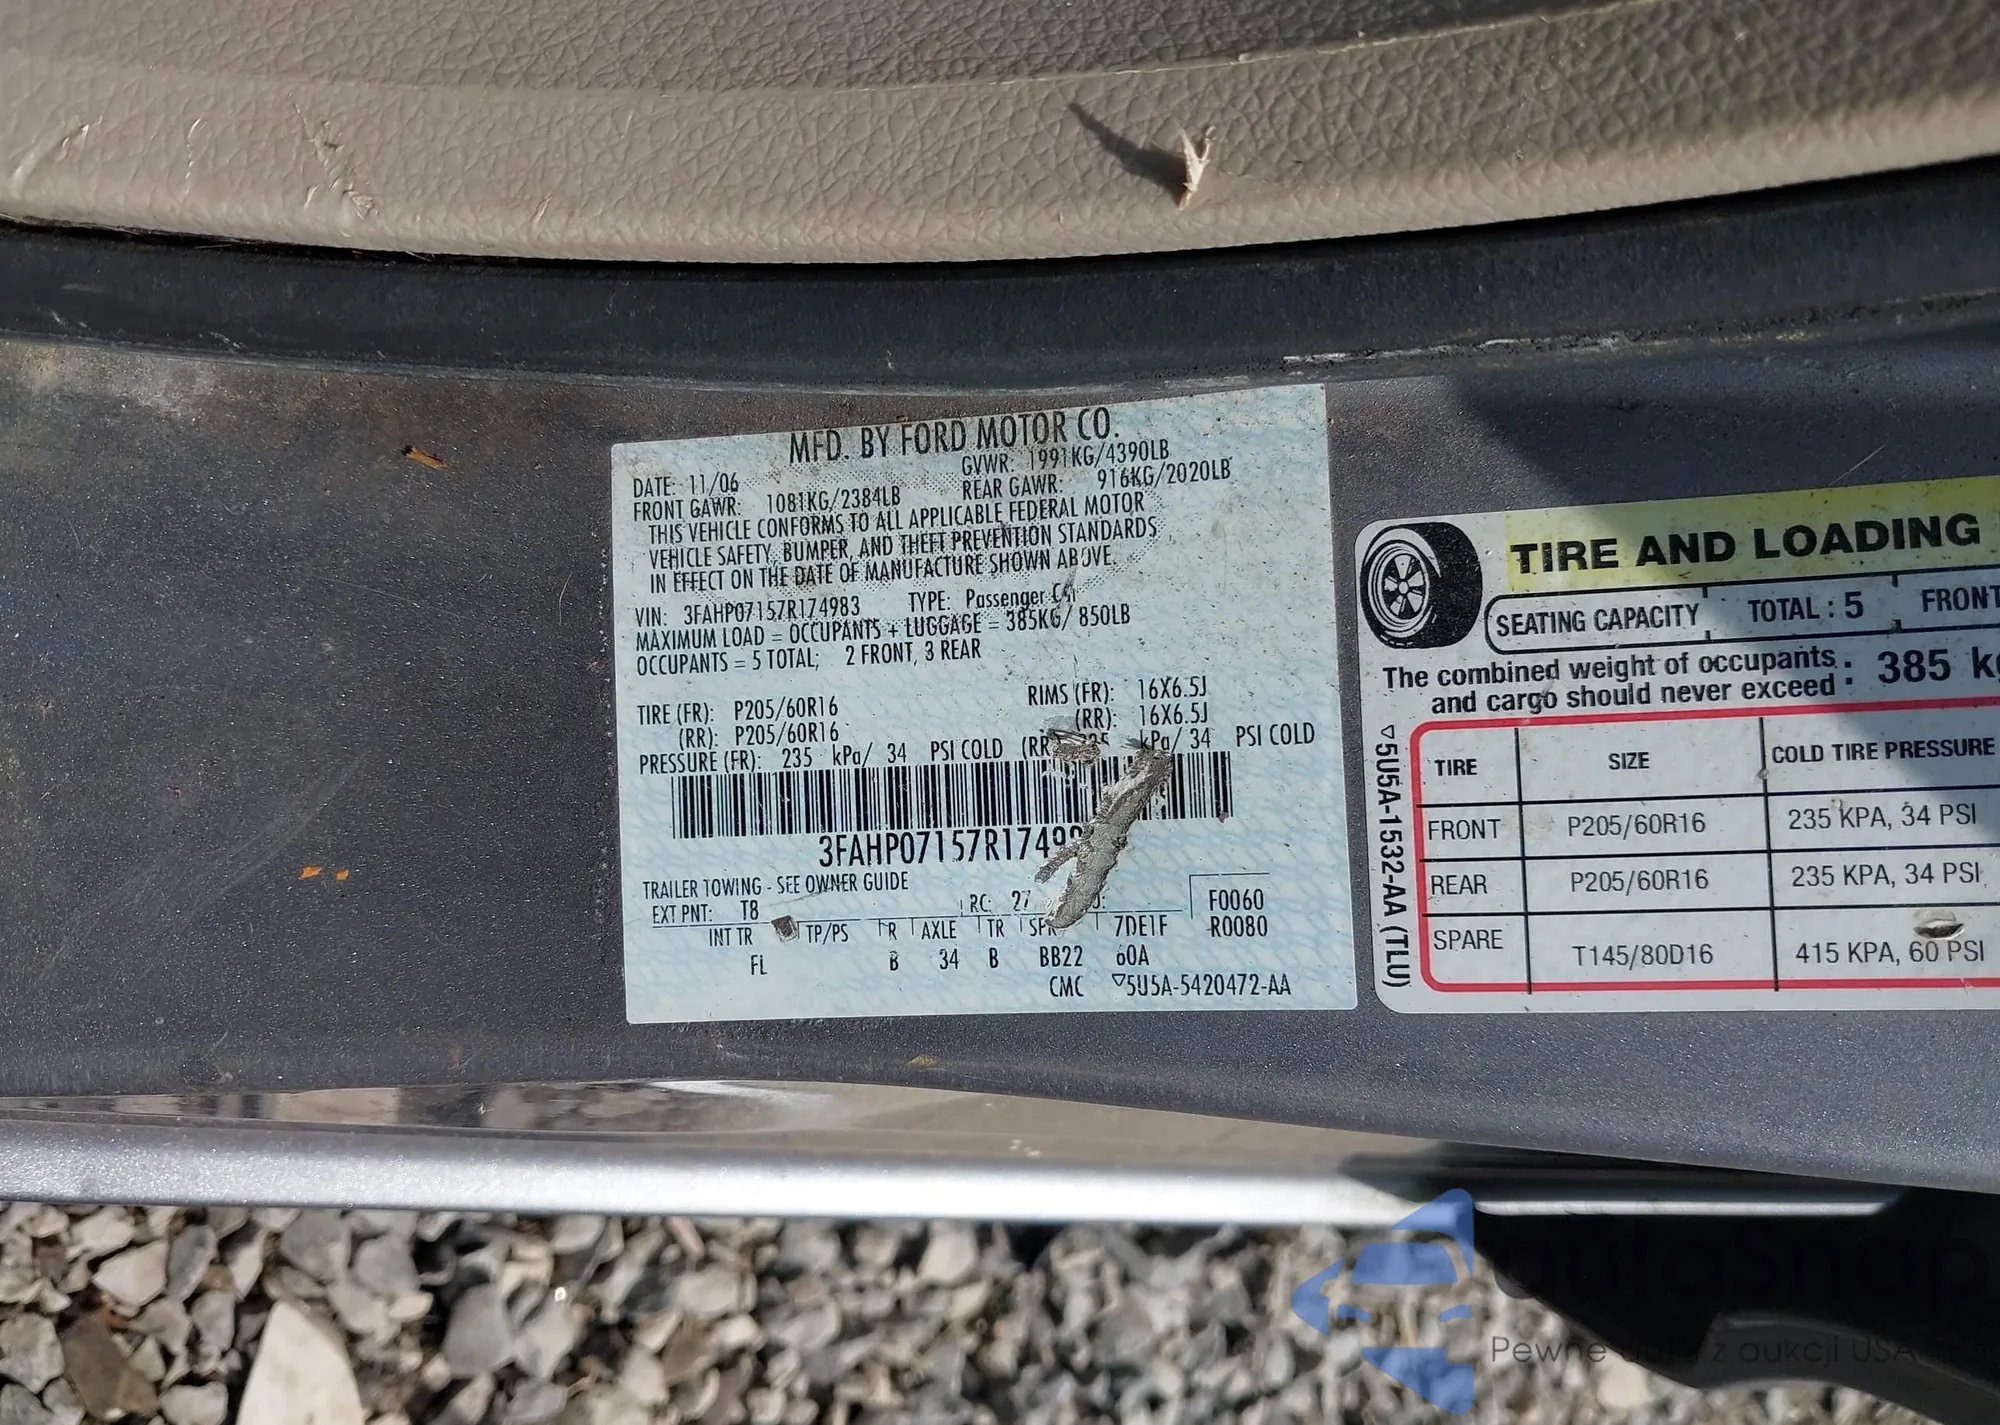 MFD. BY FORD MOTOR CO.
DATE: 11/06 GVWR: 1991KG/4390LB
FRONT GAWR: 1081KG/2384LB REAR GAWR: 916KG/2020LB
THIS VEHICLE CONFORMS TO ALL APPLICABLE FEDERAL MOTOR
VEHICLE SAFETY, BUMPER, AND THEFT PREVENTION STANDARDS
IN EFFECT ON THE DATE OF MANUFACTURE SHOWN ABOVE.
VIN: 3FAHP07157R174983 TYPE: Passenger
MAXIMUM LOAD = OCCUPANTS + LUGGAGE = 385KG/ 850LB
OCCUPANTS = 5 TOTAL; 2 FRONT, 3 REAR
TIRE (FR): P205/60R16 RIMS (FR): 16X6.5J
(RR): P205/60R16 (RR): 16X6.5J
PRESSURE (FR): 235 kPa/ 34 PSI COLD (RR kPa/ 34 PSI COLD
3FAHP07157R1749
TRAILER TOWING - SEE OWNER GUIDE
EXT PNT: T8 RC: 27 F0060
INT TR TP/PS R AXLE TR SPR 7DE1F R0080
FL B 34 B BB22 60A
CMC ▽5U5A-5420472-AA
TIRE AND LOADING
SEATING CAPACITY TOTAL : 5 FRONT
The combined weight of occupants
and cargo should never exceed : 385 kg
▽5U5A-1532-AA (TLU)
TIRE SIZE COLD TIRE PRESSURE
FRONT P205/60R16 235 KPA, 34 PSI
REAR P205/60R16 235 KPA, 34 PSI
SPARE T145/80D16 415 KPA, 60 PSI
autosnap
Pewne z aukcji USA